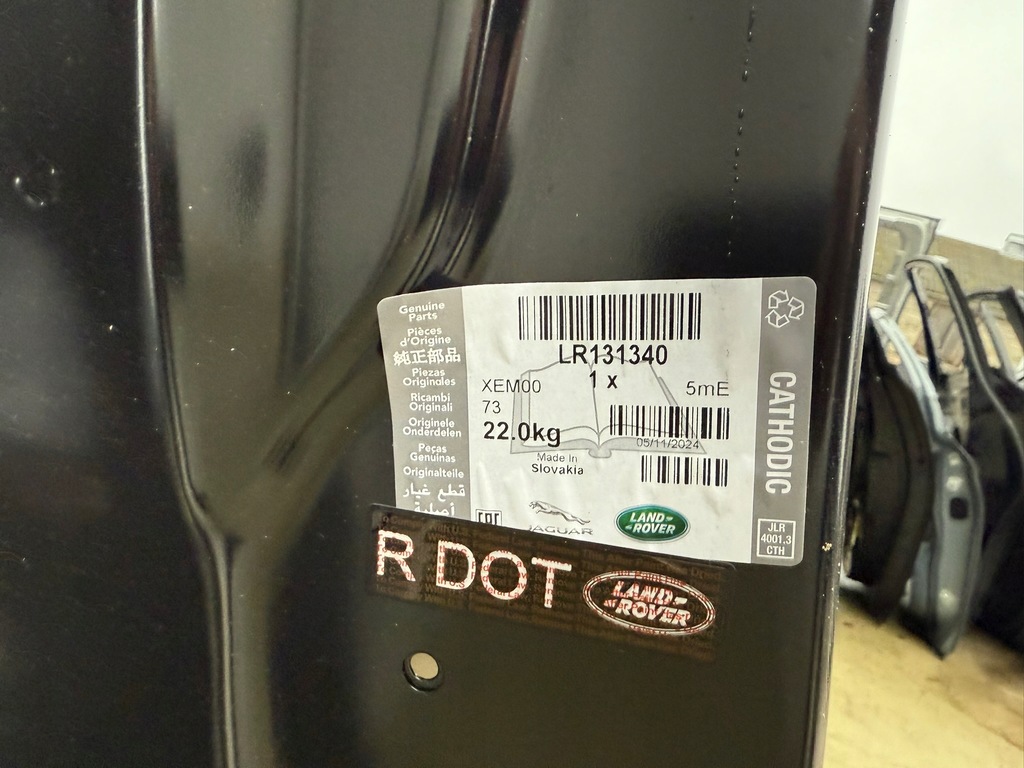 Genuine
Parts
Pièces
d'Origine
純正部品
Piezas
Originales
Ricambi
Originali
Originele
Onderdelen
Peças
Genuinas
Originalteile
قطع غيار
أصلية
LR131340
1 x
XEM00
5mE
73
22.0kg
05/11/2024
Made In
Slovakia
JAGUAR
LAND-
ROVER
CATHODIC
JLR
4001,3
CTH
R DOT
LAND-
ROVER